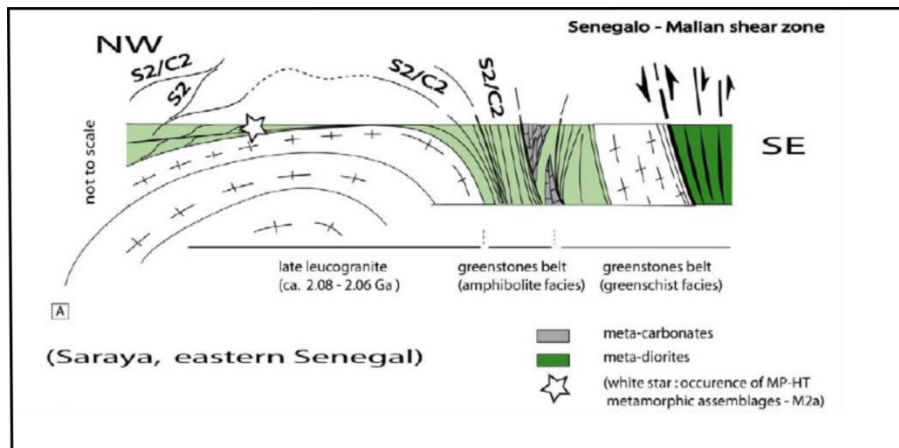 Senegalo - Malian shear zone
NW
S2/C2
S2
S2/C2
S2/C2
SE
not to scale
late leucogranite
(ca. 2.08 - 2.06 Ga )
greenstones belt
(amphibolite facies)
greenstones belt
(greenschist facies)
A
(Saraya, eastern Senegal)
meta-carbonates
meta-diorites
(white star : occurence of MP-HT
metamorphic assemblages - M2a)